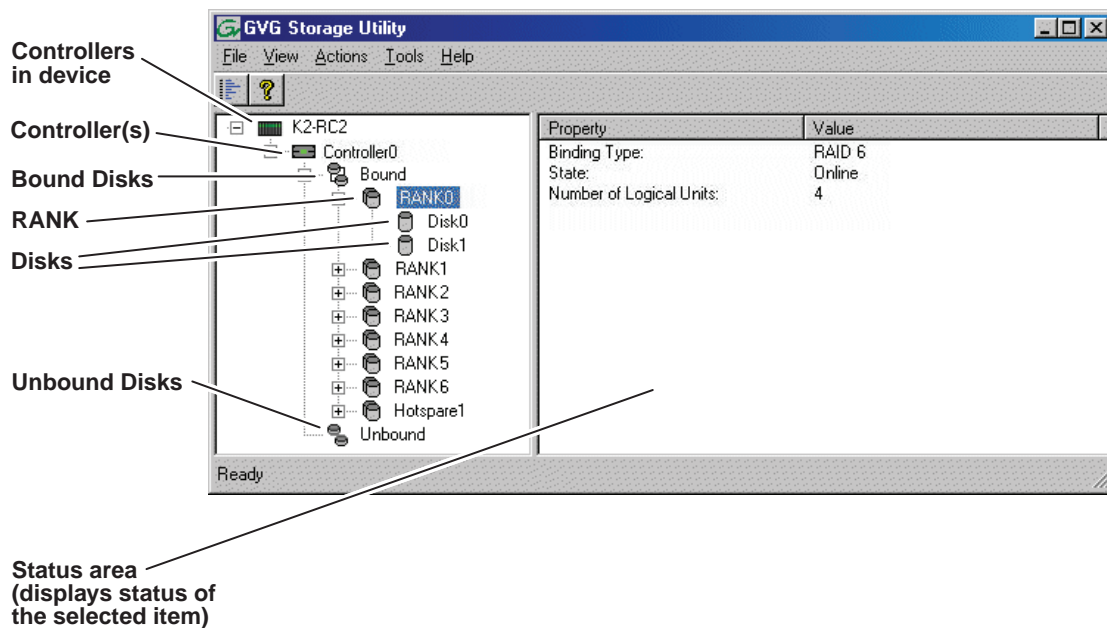 GVG Storage Utility
File View Actions Tools Help
Controllers
in device
Controller(s)
Bound Disks
RANK
Disks
Unbound Disks
K2-RC2
Controller0
Bound
RANK0
Disk0
Disk1
RANK1
RANK2
RANK3
RANK4
RANK5
RANK6
Hotspare1
Unbound
Property Value
Binding Type: RAID 6
State: Online
Number of Logical Units: 4
Ready
Status area
(displays status of
the selected item)